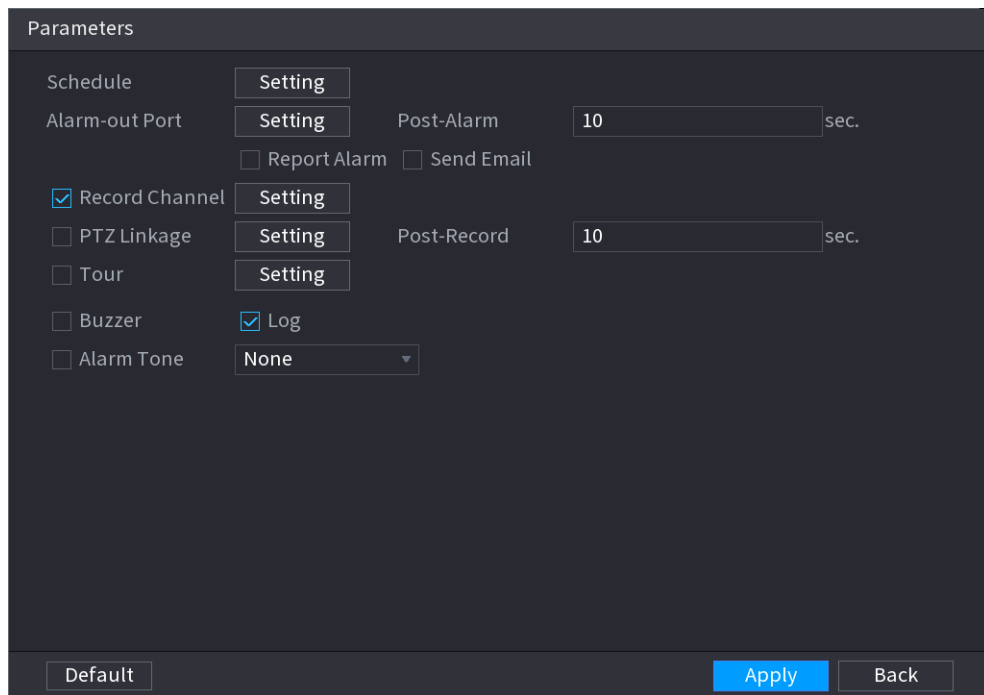 Parameters
Schedule Setting
Alarm-out Port Setting Post-Alarm 10 sec.
Report Alarm Send Email
Record Channel Setting
PTZ Linkage Setting Post-Record 10 sec.
Tour Setting
Buzzer Log
Alarm Tone None
Default Apply Back